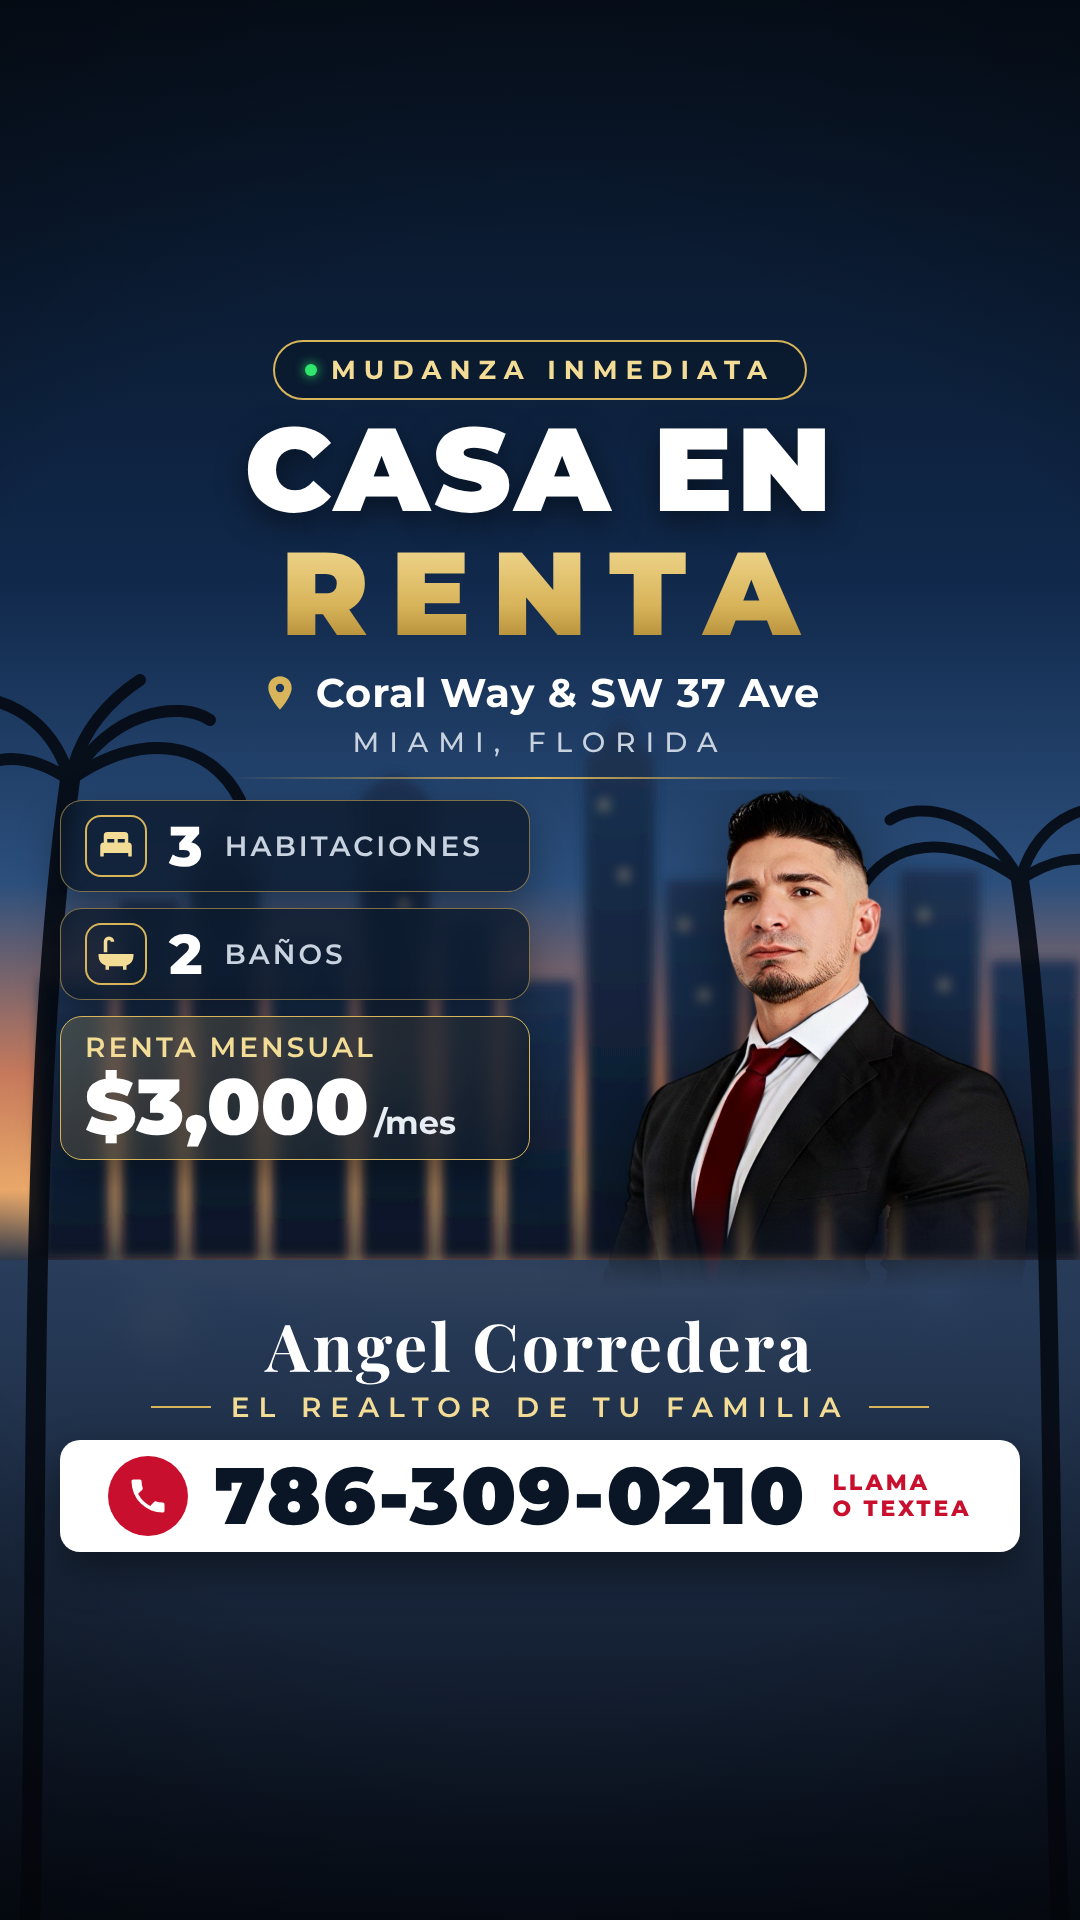 MUDANZA INMEDIATA
CASA EN
RENTA
Coral Way & SW 37 Ave
MIAMI, FLORIDA
3 HABITACIONES
2 BAÑOS
RENTA MENSUAL
$3,000/mes
Angel Corredera
EL REALTOR DE TU FAMILIA
786-309-0210
LLAMA
O TEXTEA